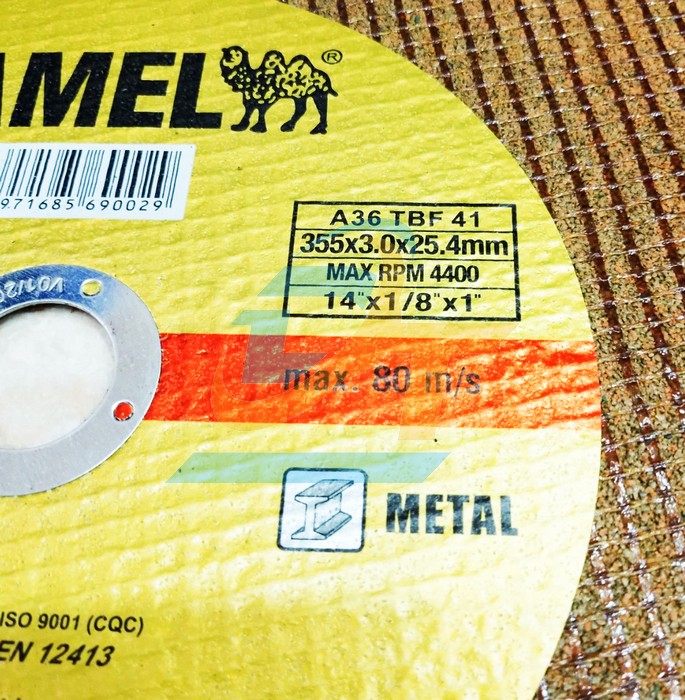 AMEL®
971685 690029
A36 TBF 41
355x3.0x25.4mm
MAX RPM 4400
14"x1/8"x1"
max. 80 m/s
METAL
ISO 9001 (CQC)
EN 12413